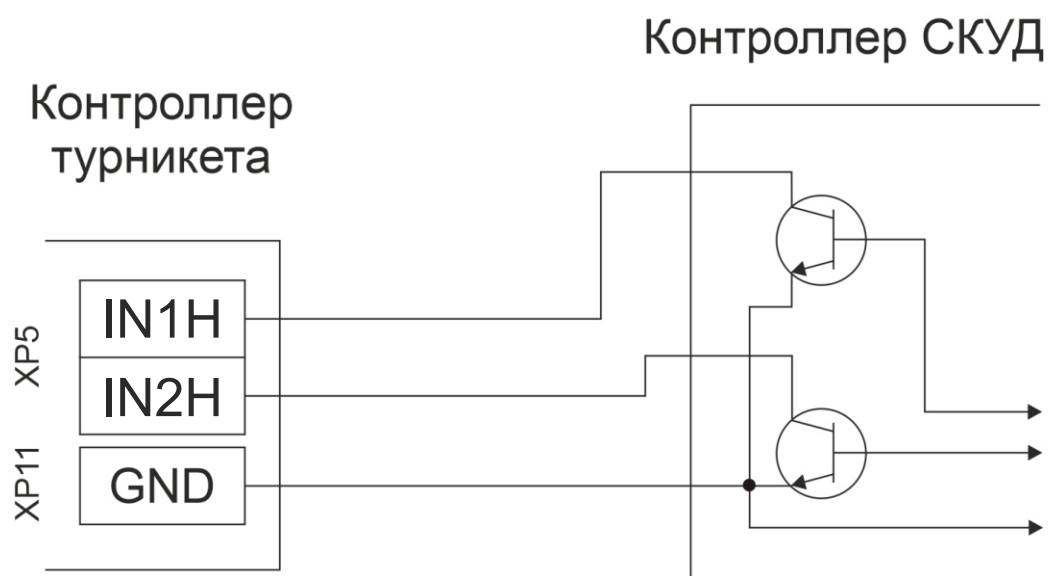 Контроллер СКУД
Контроллер
турникета
XP5
IN1H
IN2H
XP11
GND